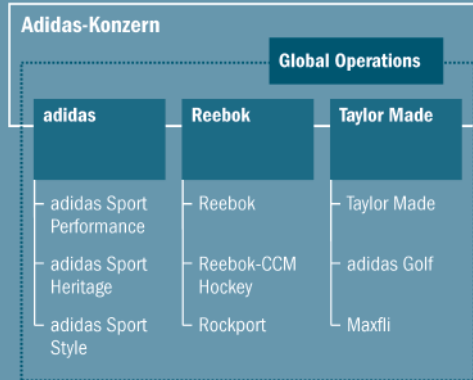 Adidas-Konzern
Global Operations
adidas
Reebok
Taylor Made
adidas Sport
Performance
adidas Sport
Heritage
adidas Sport
Style
Reebok
Reebok-CCM
Hockey
Rockport
Taylor Made
adidas Golf
Maxfli